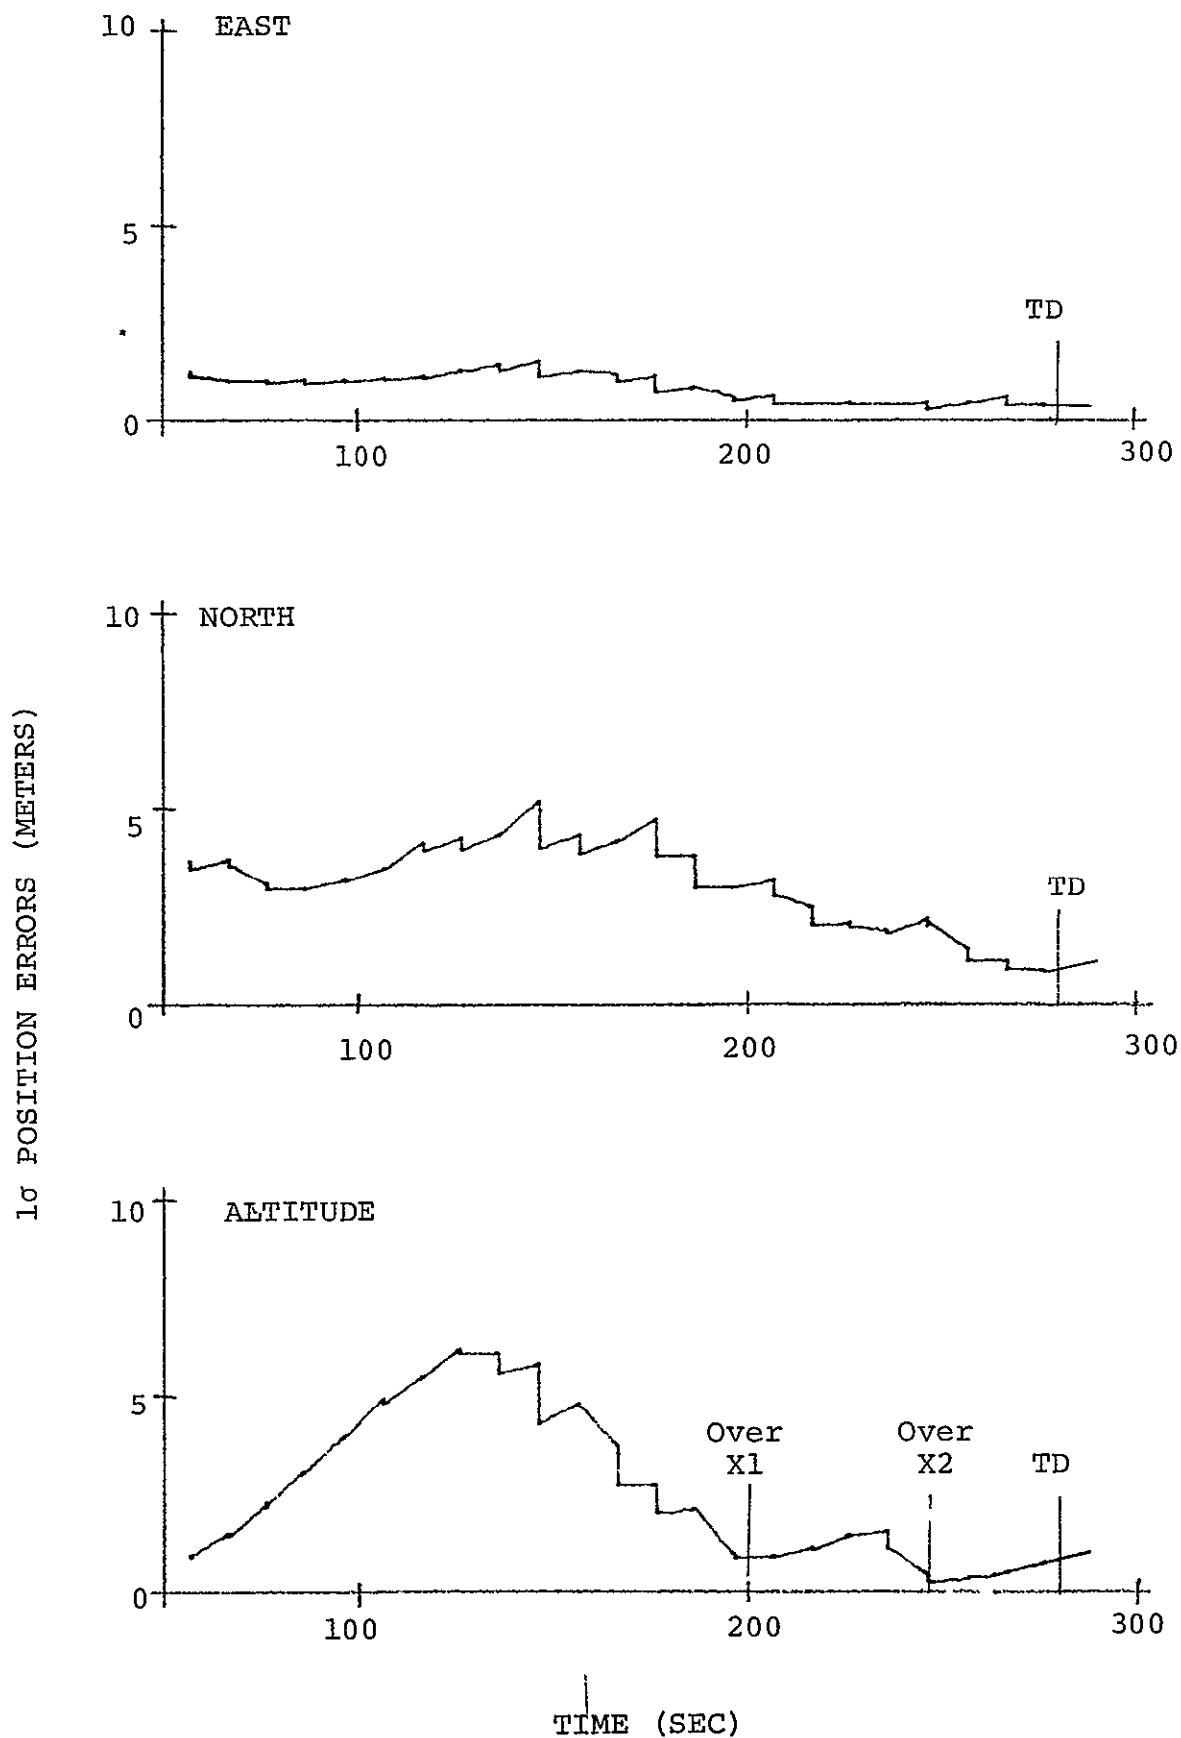 10 EAST
5
TD
0
100 200 300
10 NORTH
5
TD
0
100 200 300
1σ POSITION ERRORS (METERS)
10 ALTITUDE
5
Over Over
X1 X2 TD
0
100 200 300
TIME (SEC)